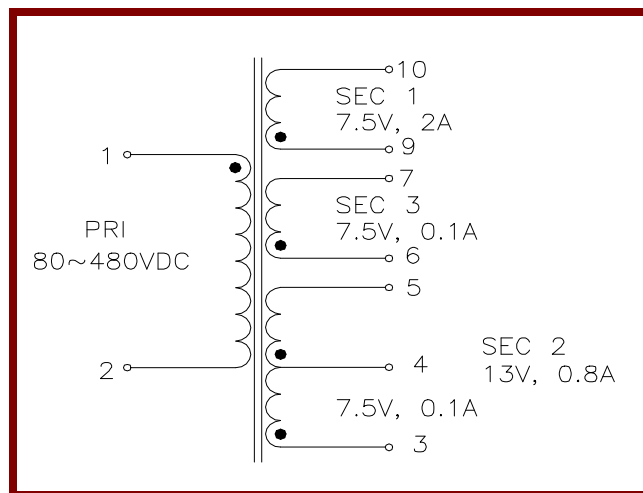 10
SEC 1
7.5V, 2A
9
1
7
SEC 3
7.5V, 0.1A
PRI
80~480VDC
6
5
SEC 2
13V, 0.8A
4
2
7.5V, 0.1A
3